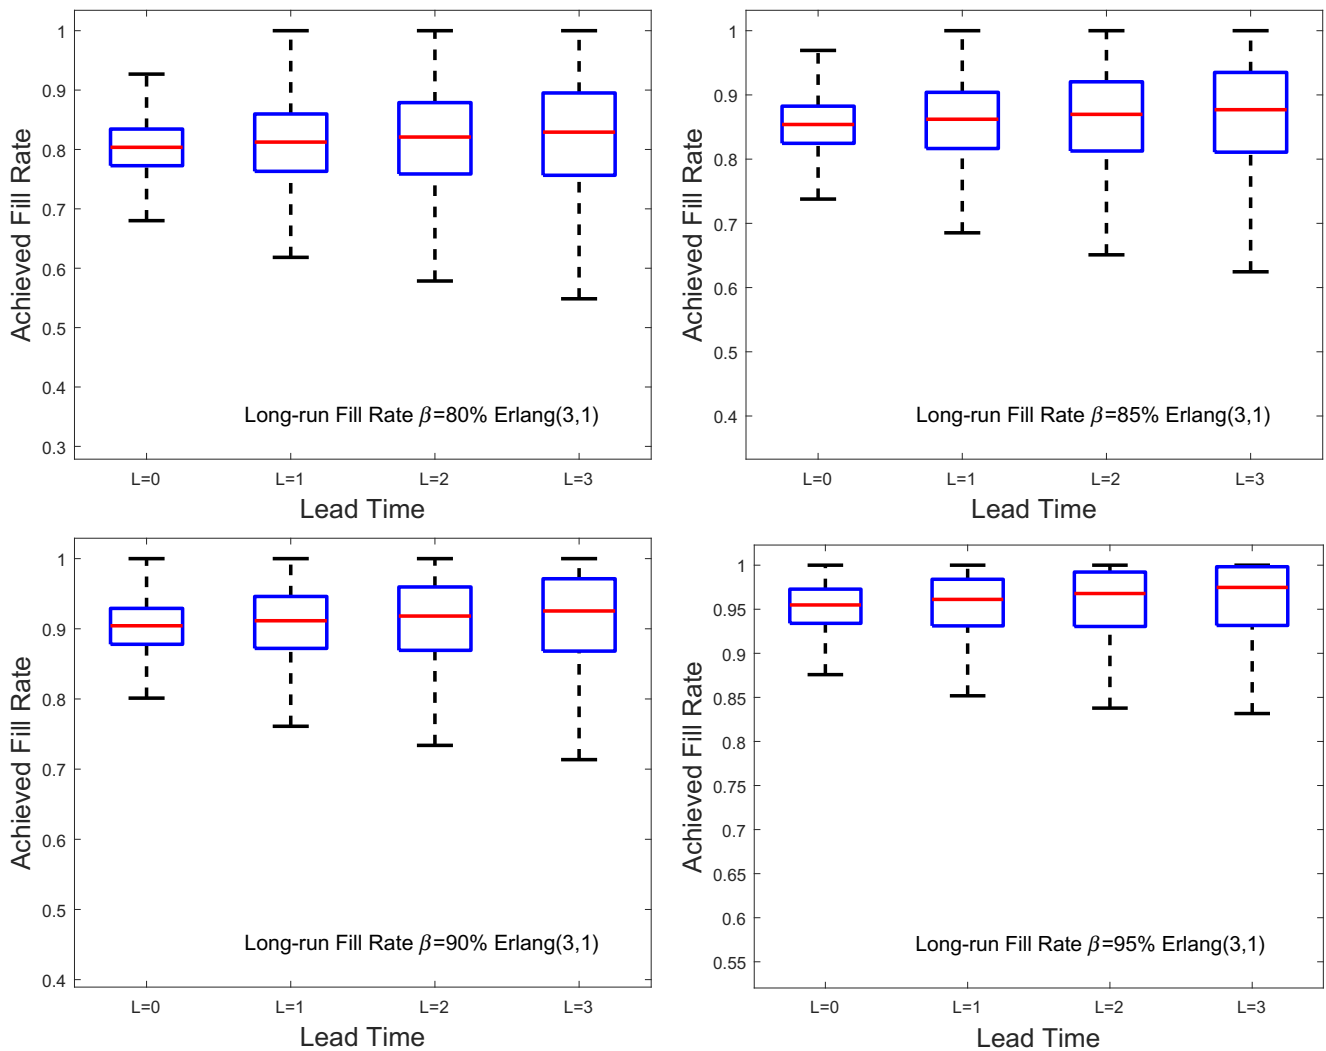 Achieved Fill Rate
1
0.9
0.8
0.7
0.6
0.5
0.4
0.3
Long-run Fill Rate β=80% Erlang(3,1)
L=0 L=1 L=2 L=3
Lead Time
Achieved Fill Rate
1
0.9
0.8
0.7
0.6
0.5
0.4
Long-run Fill Rate β=85% Erlang(3,1)
L=0 L=1 L=2 L=3
Lead Time
Achieved Fill Rate
1
0.9
0.8
0.7
0.6
0.5
0.4
Long-run Fill Rate β=90% Erlang(3,1)
L=0 L=1 L=2 L=3
Lead Time
Achieved Fill Rate
1
0.95
0.9
0.85
0.8
0.75
0.7
0.65
0.6
0.55
Long-run Fill Rate β=95% Erlang(3,1)
L=0 L=1 L=2 L=3
Lead Time